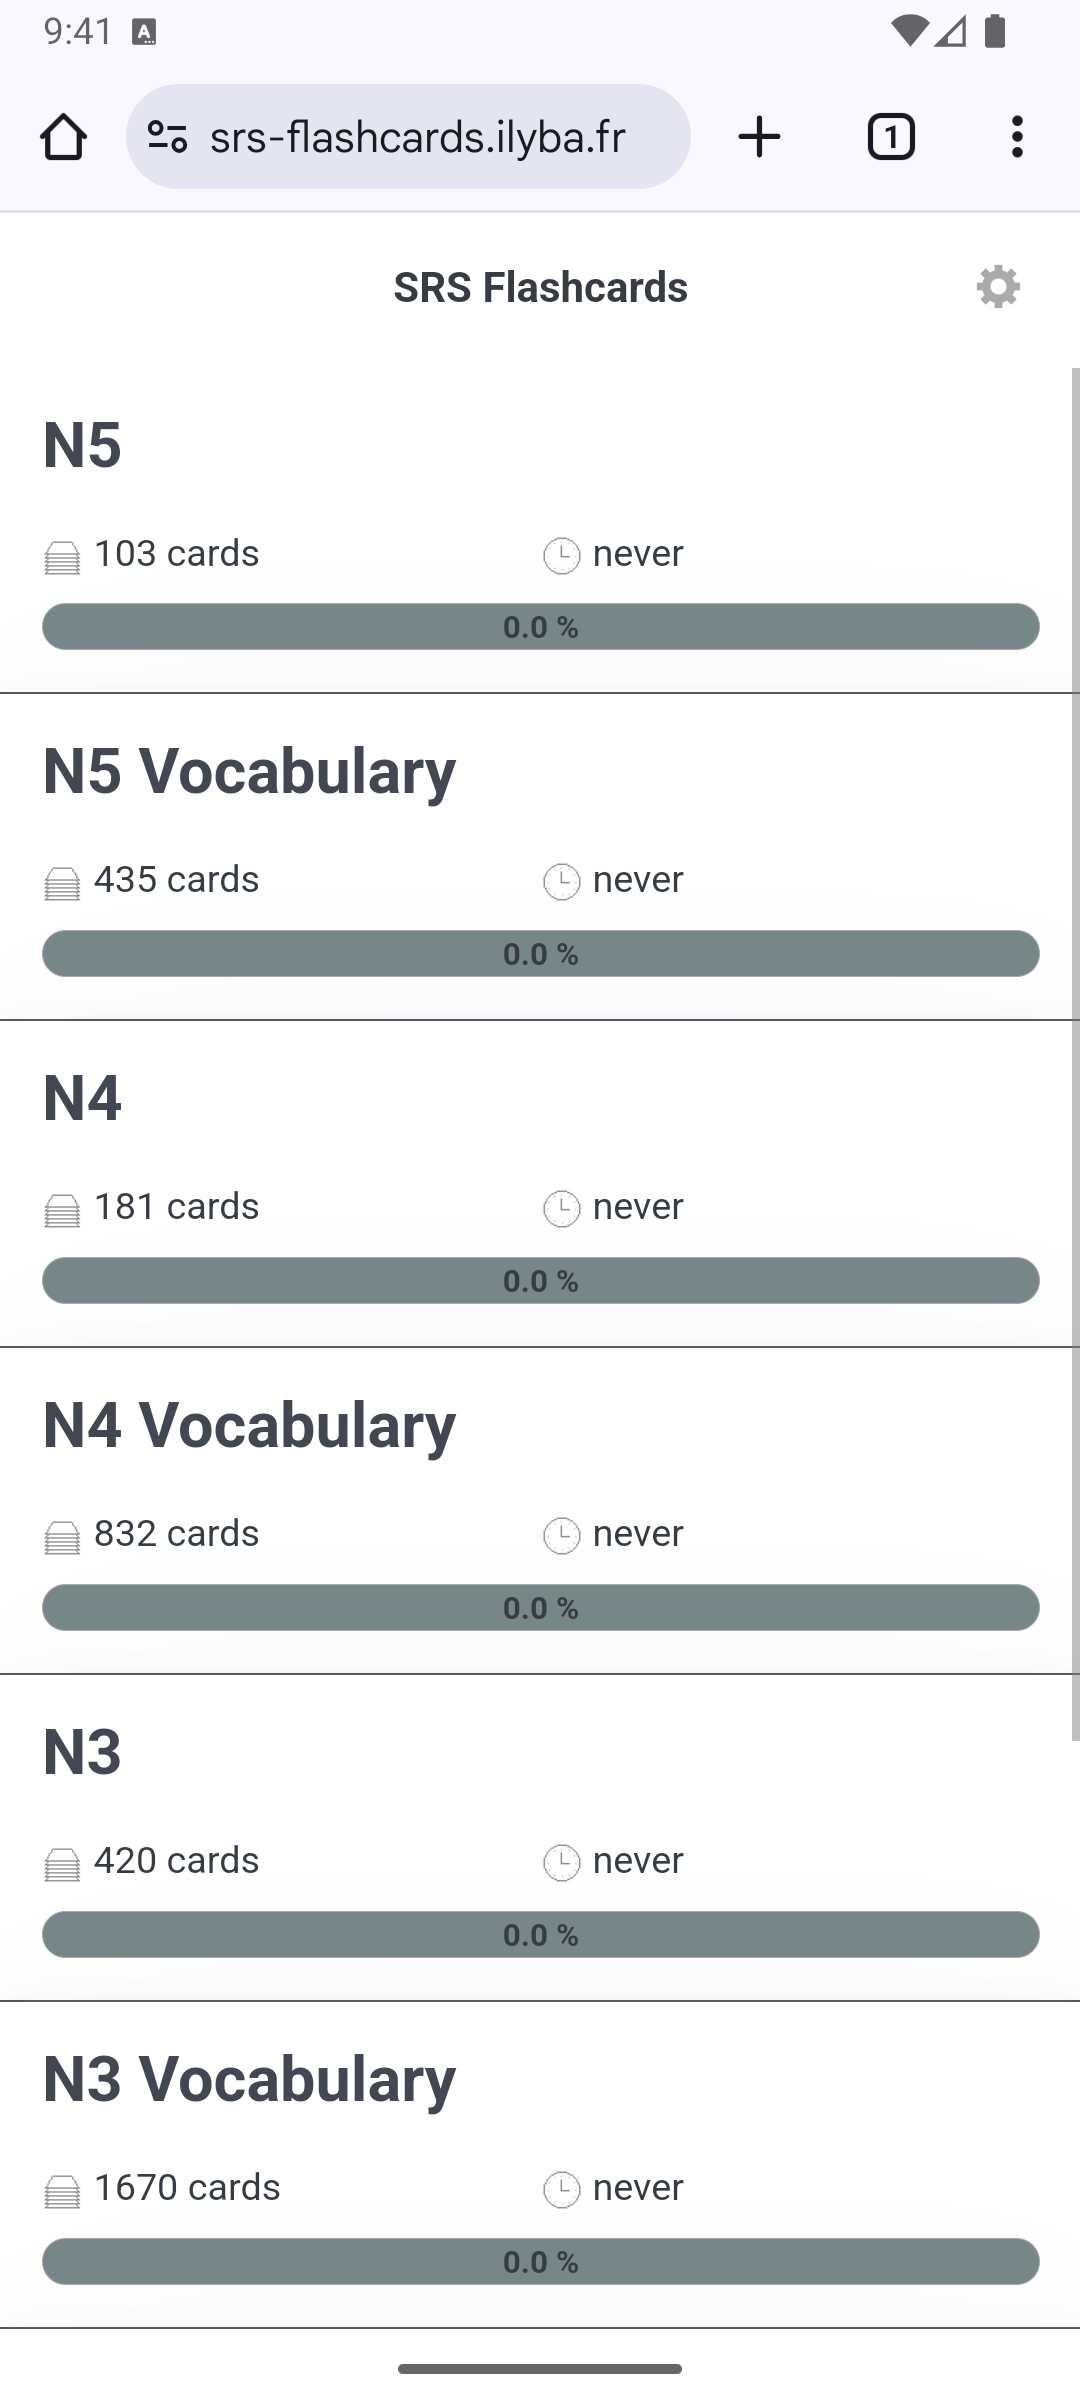 9:41
srs-flashcards.ilyba.fr
1
SRS Flashcards
N5
103 cards never
0.0 %
N5 Vocabulary
435 cards never
0.0 %
N4
181 cards never
0.0 %
N4 Vocabulary
832 cards never
0.0 %
N3
420 cards never
0.0 %
N3 Vocabulary
1670 cards never
0.0 %